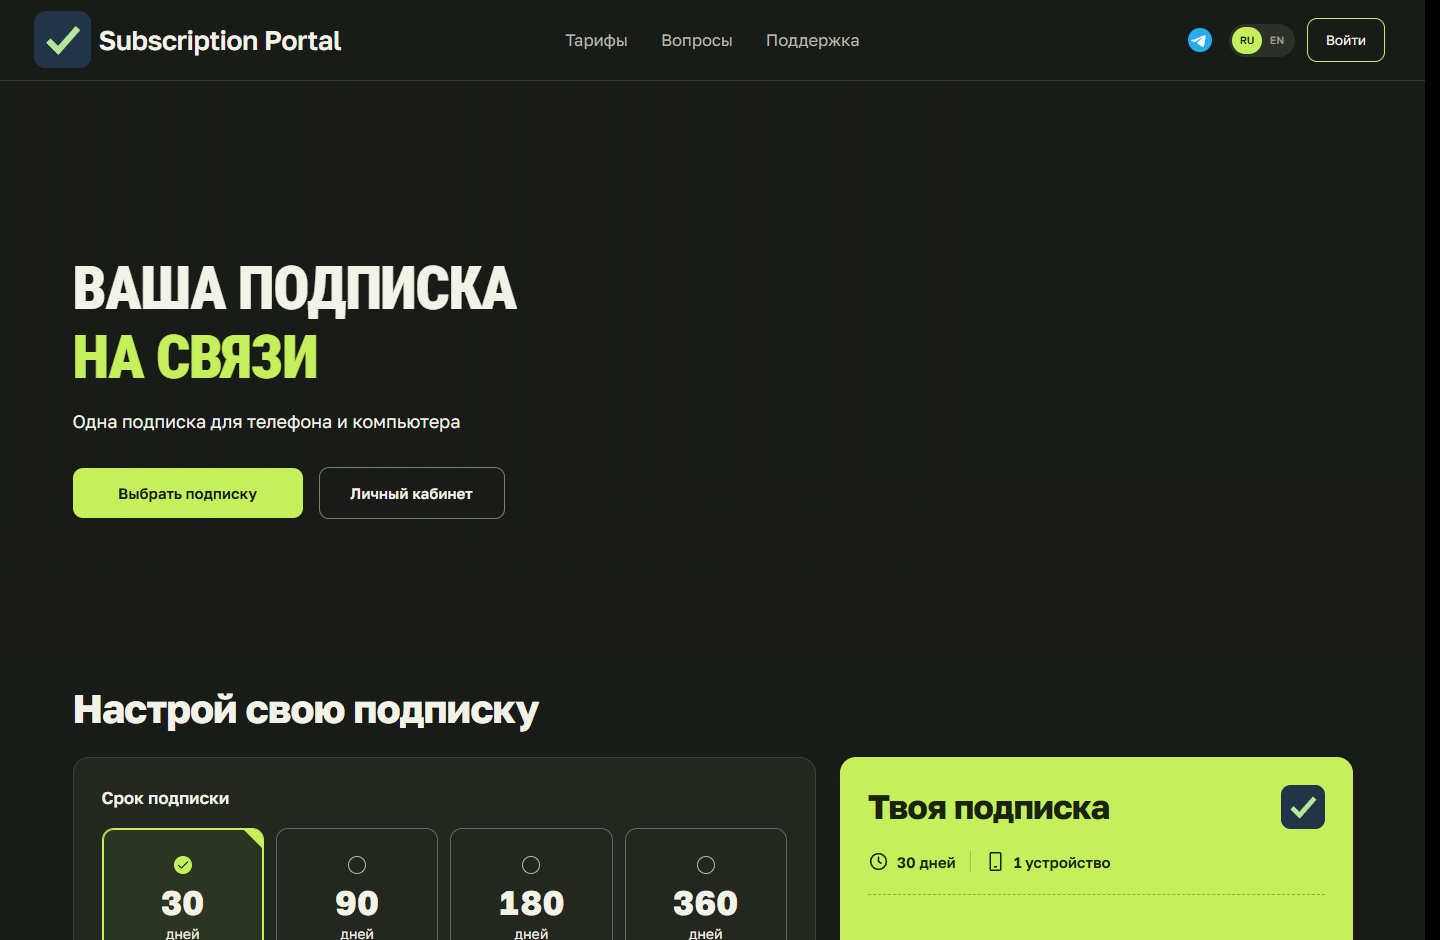 Subscription Portal
Тарифы Вопросы Поддержка
RU EN
Войти
ВАША ПОДПИСКА
НА СВЯЗИ
Одна подписка для телефона и компьютера
Выбрать подписку Личный кабинет
Настрой свою подписку
Срок подписки
30 дней
90 дней
180 дней
360 дней
Твоя подписка
30 дней 1 устройство